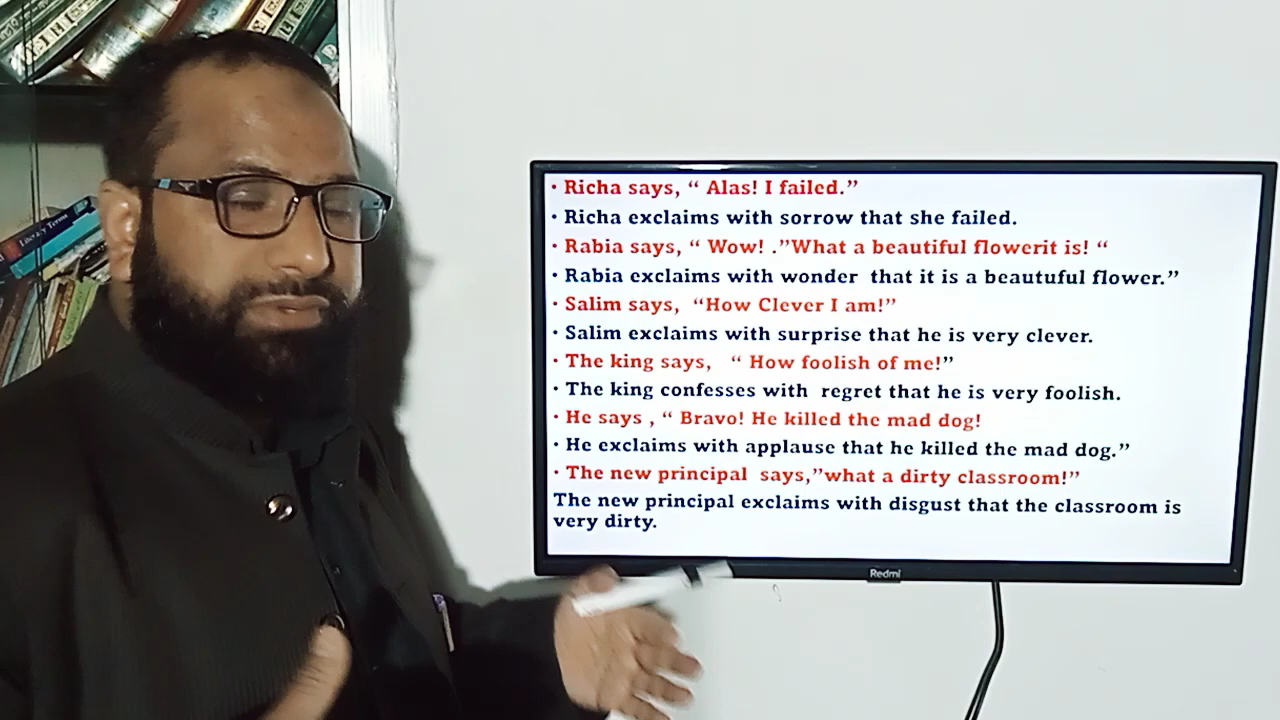 Literacy Terms
• Richa says, “ Alas! I failed.”
• Richa exclaims with sorrow that she failed.
• Rabia says, “ Wow! .”What a beautiful flowerit is! “
• Rabia exclaims with wonder  that it is a beautuful flower.”
• Salim says,  “How Clever I am!”
• Salim exclaims with surprise that he is very clever.
• The king says,   “ How foolish of me!”
• The king confesses with  regret that he is very foolish.
• He says , “ Bravo! He killed the mad dog!
• He exclaims with applause that he killed the mad dog.”
• The new principal  says,”what a dirty classroom!”
The new principal exclaims with disgust that the classroom is
very dirty.
Redmi